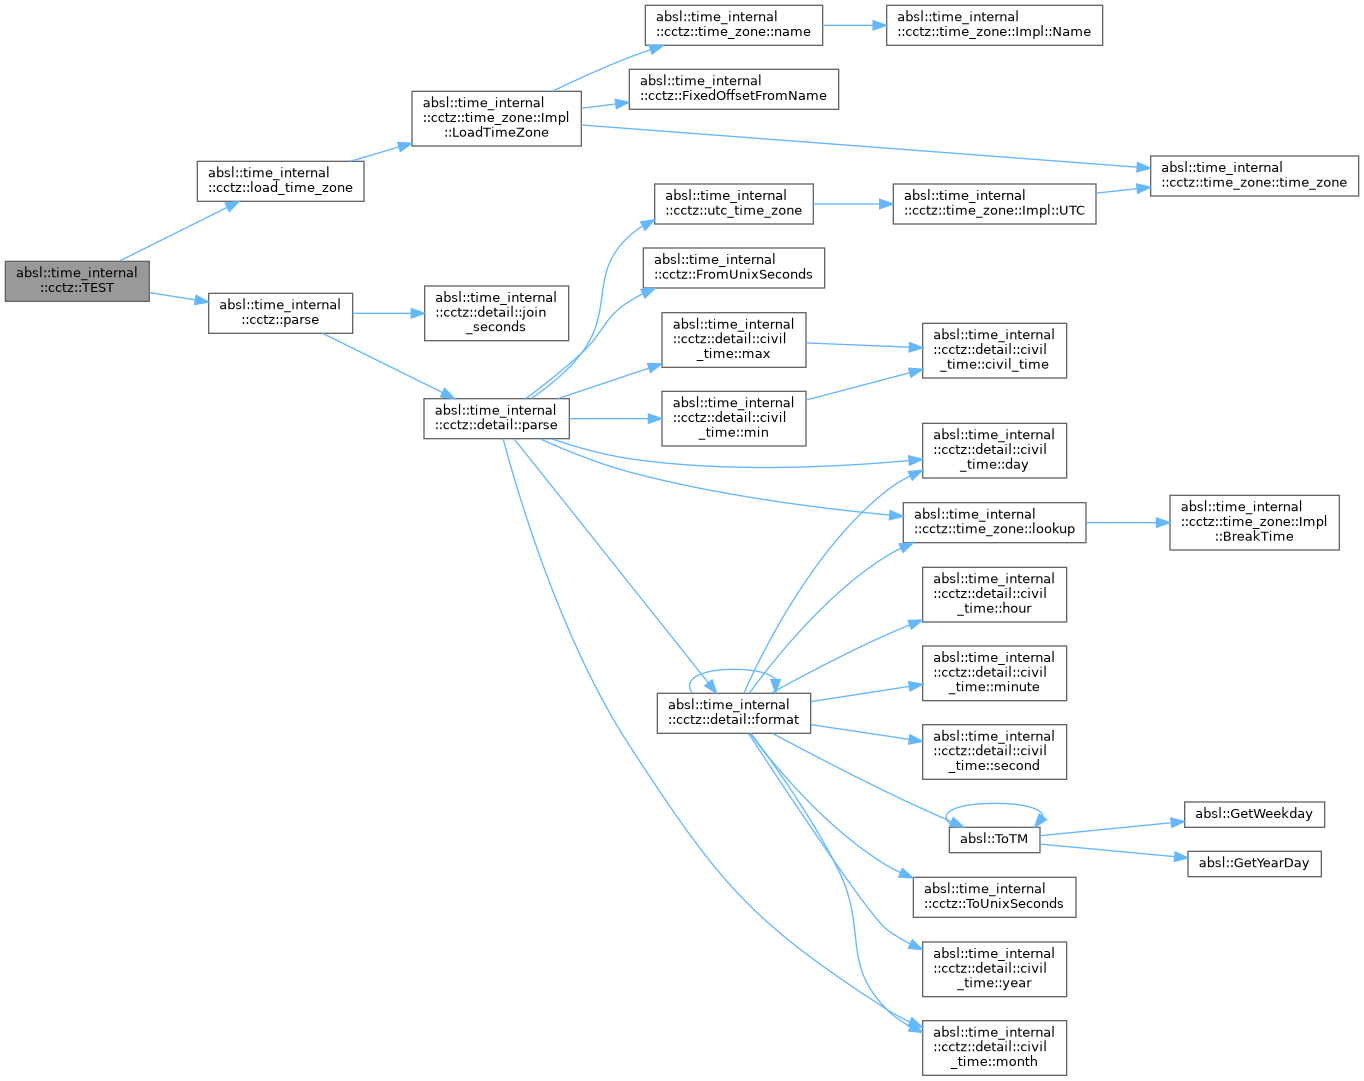 absl::time_internal
::cctz::time_zone::name
absl::time_internal
::cctz::time_zone::Impl::Name
absl::time_internal
::cctz::FixedOffsetFromName
absl::time_internal
::cctz::time_zone::Impl
::LoadTimeZone
absl::time_internal
::cctz::load_time_zone
absl::time_internal
::cctz::time_zone::time_zone
absl::time_internal
::cctz::utc_time_zone
absl::time_internal
::cctz::time_zone::Impl::UTC
absl::time_internal
::cctz::TEST
absl::time_internal
::cctz::FromUnixSeconds
absl::time_internal
::cctz::parse
absl::time_internal
::cctz::detail::join
_seconds
absl::time_internal
::cctz::detail::civil
_time::max
absl::time_internal
::cctz::detail::civil
_time::civil_time
absl::time_internal
::cctz::detail::parse
absl::time_internal
::cctz::detail::civil
_time::min
absl::time_internal
::cctz::detail::civil
_time::day
absl::time_internal
::cctz::time_zone::lookup
absl::time_internal
::cctz::time_zone::Impl
::BreakTime
absl::time_internal
::cctz::detail::civil
_time::hour
absl::time_internal
::cctz::detail::civil
_time::minute
absl::time_internal
::cctz::detail::format
absl::time_internal
::cctz::detail::civil
_time::second
absl::ToTM
absl::GetWeekday
absl::GetYearDay
absl::time_internal
::cctz::ToUnixSeconds
absl::time_internal
::cctz::detail::civil
_time::year
absl::time_internal
::cctz::detail::civil
_time::month